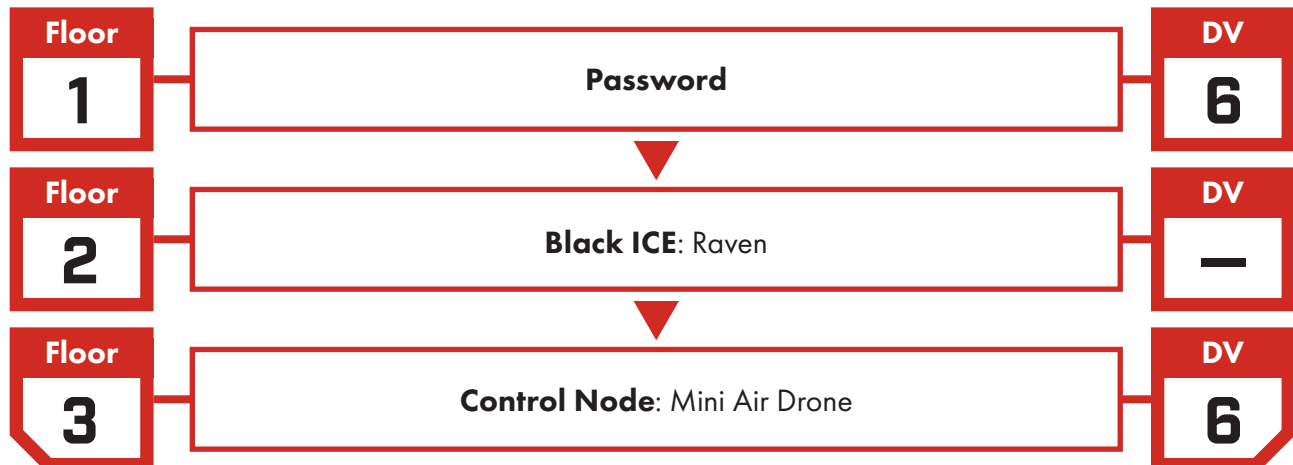 Floor
1
Password
DV
6
Floor
2
Black ICE: Raven
DV
—
Floor
3
Control Node: Mini Air Drone
DV
6